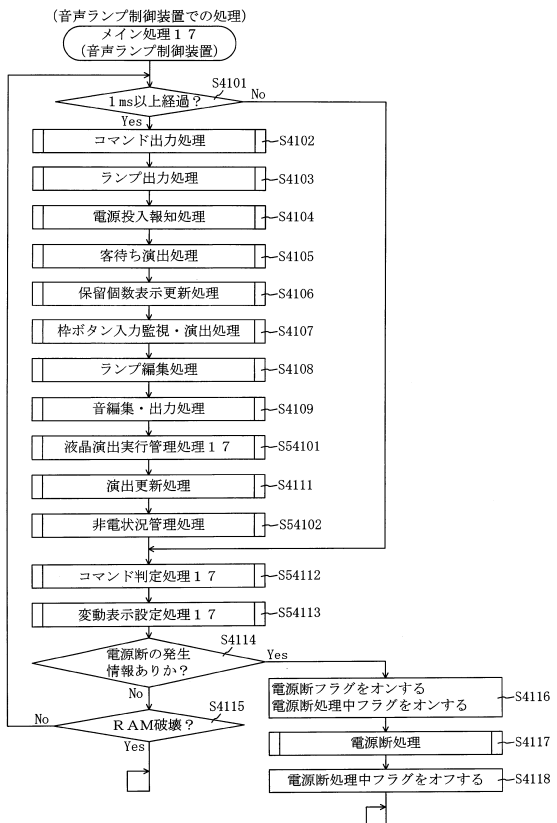 (音声ランプ制御装置での処理)
メイン処理17
(音声ランプ制御装置)
S4101
1ms以上経過?
No
Yes
コマンド出力処理
S4102
ランプ出力処理
S4103
電源投入報知処理
S4104
客待ち演出処理
S4105
保留個数表示更新処理
S4106
枠ボタン入力監視・演出処理
S4107
ランプ編集処理
S4108
音編集・出力処理
S4109
液晶演出実行管理処理17
S54101
演出更新処理
S4111
非電状況管理処理
S54102
コマンド判定処理17
S54112
変動表示設定処理17
S54113
S4114
電源断の発生
情報ありか?
Yes
No
S4115
RAM破壊?
No
Yes
電源断フラグをオンする
電源断処理中フラグをオンする
S4116
電源断処理
S4117
電源断処理中フラグをオフする
S4118